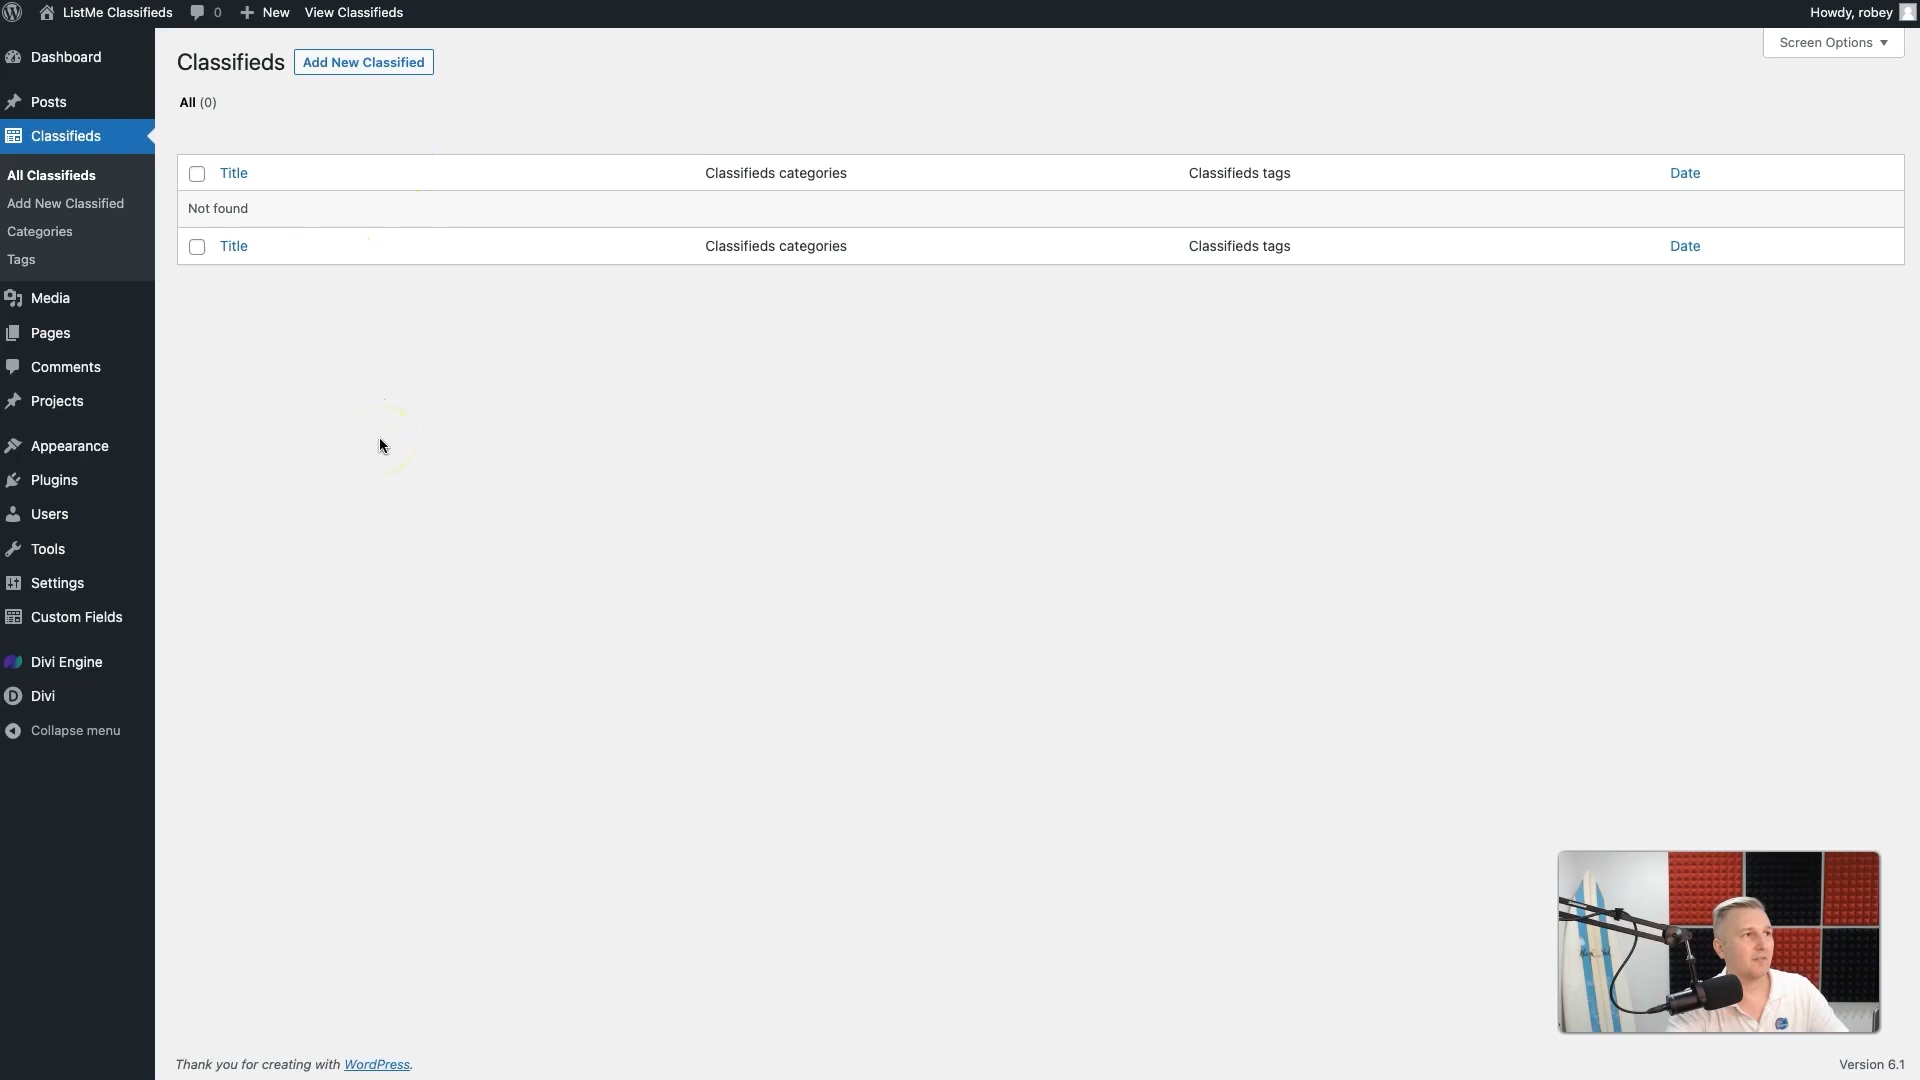 ListMe Classifieds 0 New View Classifieds Howdy, robey
Screen Options
Dashboard
Posts
Classifieds
All Classifieds
Add New Classified
Categories
Tags
Media
Pages
Comments
Projects
Appearance
Plugins
Users
Tools
Settings
Custom Fields
Divi Engine
D Divi
Collapse menu
Classifieds Add New Classified
All (0)
Title Classifieds categories Classifieds tags Date
Not found
Title Classifieds categories Classifieds tags Date
Thank you for creating with WordPress. Version 6.1